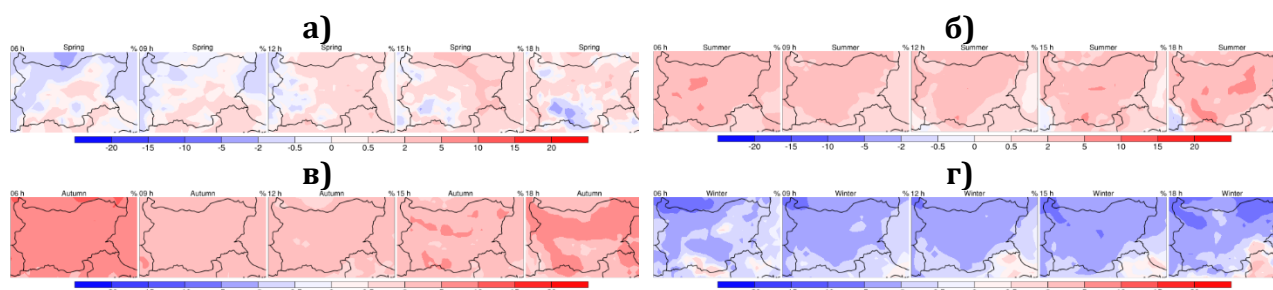 а)
06 h Spring % 09 h Spring % 12 h Spring % 15 h Spring % 18 h Spring
-20 -15 -10 -5 -2 -0.5 0 0.5 2 5 10 15 20
б)
06 h Summer % 09 h Summer % 12 h Summer % 15 h Summer % 18 h Summer
-20 -15 -10 -5 -2 -0.5 0 0.5 2 5 10 15 20
в)
06 h Autumn % 09 h Autumn % 12 h Autumn % 15 h Autumn % 18 h Autumn
г)
06 h Winter % 09 h Winter % 12 h Winter % 15 h Winter % 18 h Winter